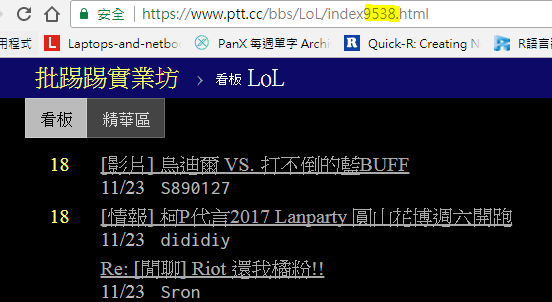 安全 https://www.ptt.cc/bbs/LoL/index9538.html
用程式 Laptops-and-netbo PanX 每週單字 Archi Quick-R: Creating N R語言
批踢踢實業坊 › 看板 LoL
看板 精華區
18 [影片] 烏迪爾 VS. 打不倒的藍BUFF
11/23 S890127
18 [情報] 柯P代言2017 Lanparty 圓山花博週六開跑
11/23 dididiy
Re: [閒聊] Riot 還我橘粉!!
11/23 Sron